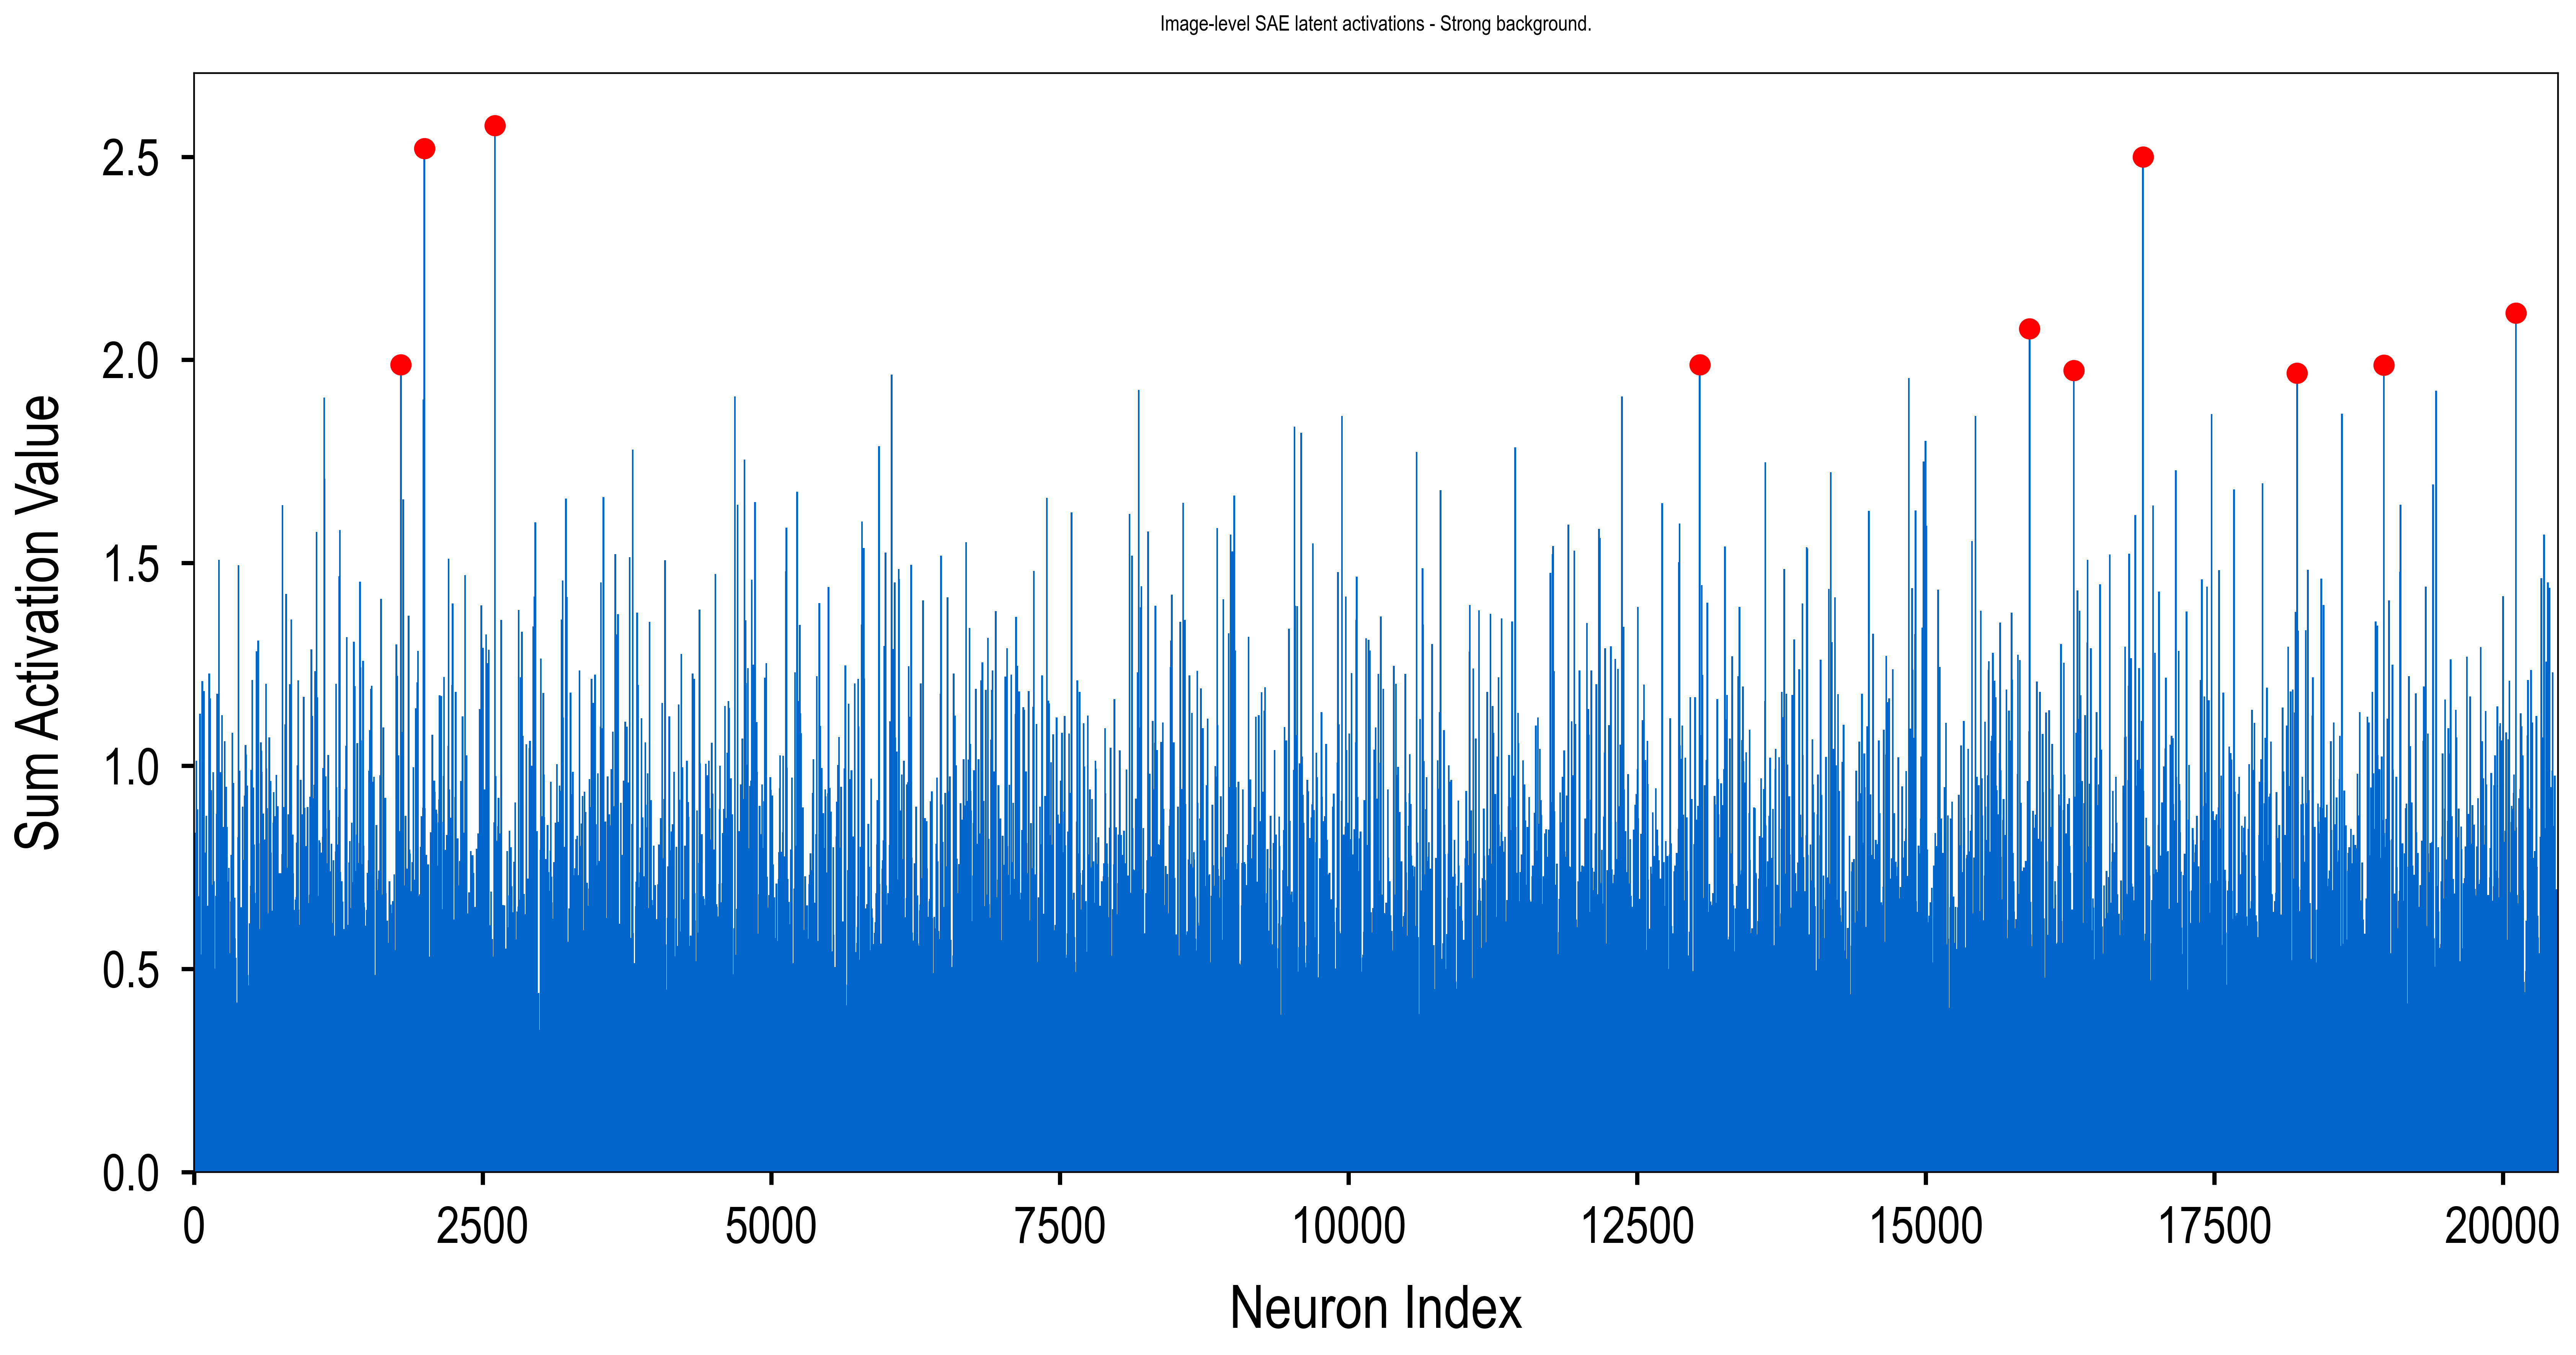 Image-level SAE latent activations - Strong background.
2.5
2.0
1.5
1.0
0.5
0.0
Sum Activation Value
0 2500 5000 7500 10000 12500 15000 17500 20000
Neuron Index